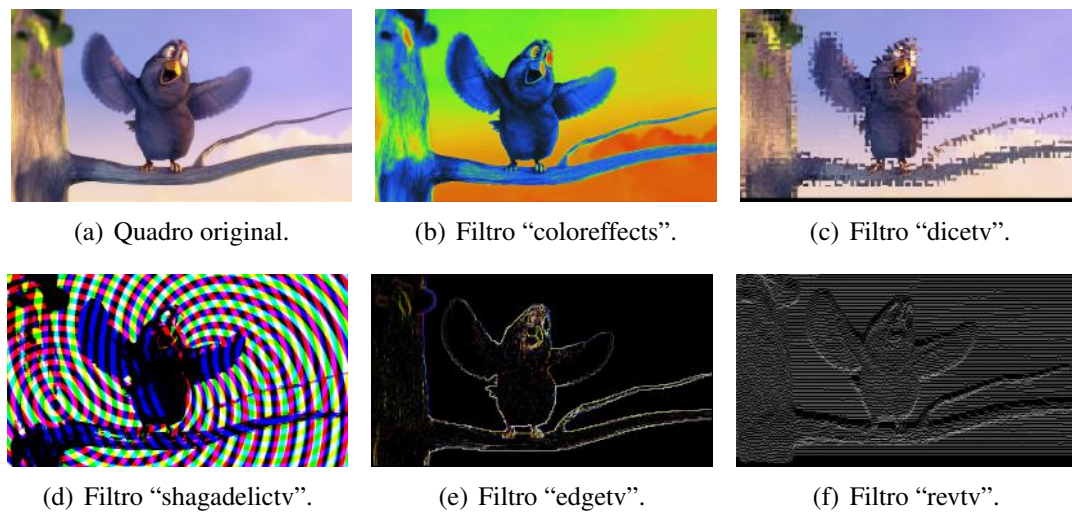 (a) Quadro original.
(b) Filtro “coloreffects”.
(c) Filtro “dicetv”.
(d) Filtro “shagadelictv”.
(e) Filtro “edgetv”.
(f) Filtro “revtv”.